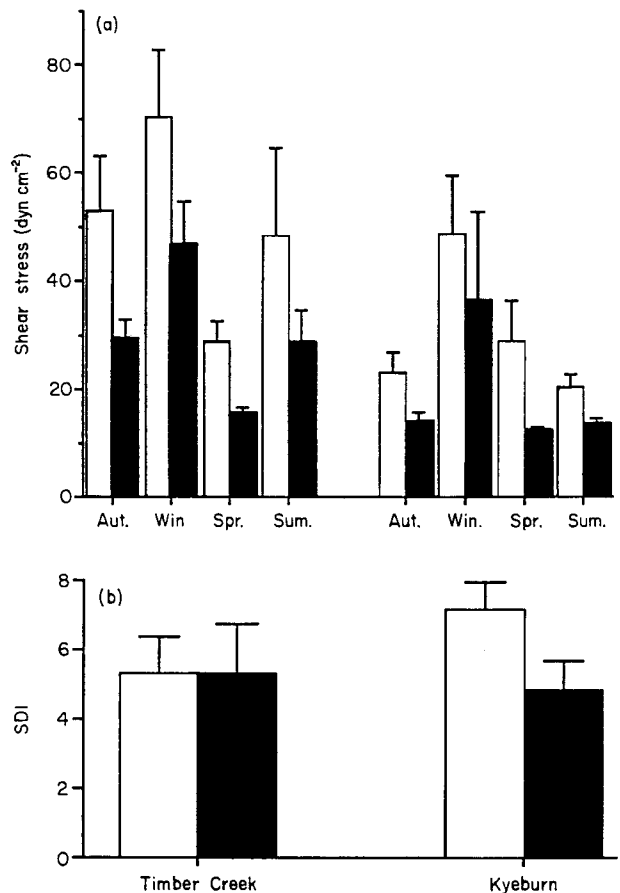 (a)
80
60
40
20
0
Shear stress (dyn cm⁻²)
Aut. Win Spr. Sum. Aut. Win. Spr. Sum.
(b)
8
6
4
2
0
SDI
Timber Creek Kyeburn